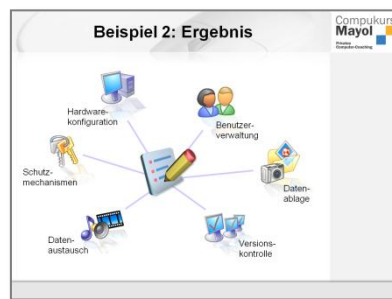 Beispiel 2: Ergebnis
Compukurs
Mayol
Hardware-
konfiguration
Benutzer-
verwaltung
Schutz-
mechanismen
Daten-
ablage
Daten-
austausch
Versions-
kontrolle